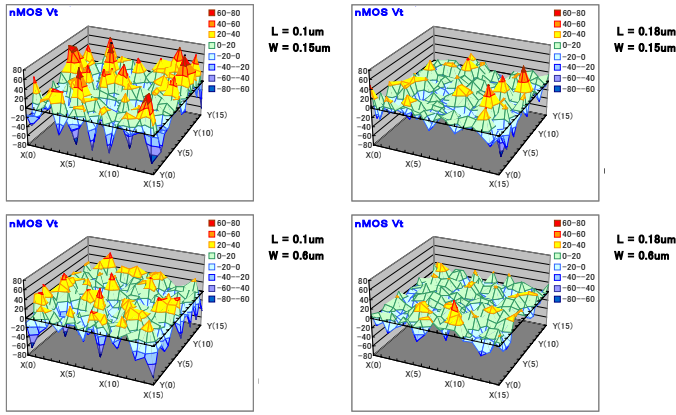 nMOS Vt
60-80
40-60
20-40
0-20
-20-0
-40--20
-60--40
-80--60
L = 0.1um
W = 0.15um
80
60
40
20
0
-20
-40
-60
-80
X(0)
X(5)
X(10)
X(15)
Y(0)
Y(5)
Y(10)
Y(15)
nMOS Vt
60-80
40-60
20-40
0-20
-20-0
-40--20
-60--40
-80--60
L = 0.18um
W = 0.15um
80
60
40
20
0
-20
-40
-60
-80
X(0)
X(5)
X(10)
X(15)
Y(0)
Y(5)
Y(10)
Y(15)
nMOS Vt
60-80
40-60
20-40
0-20
-20-0
-40--20
-60--40
-80--60
L = 0.1um
W = 0.6um
80
60
40
20
0
-20
-40
-60
-80
X(0)
X(5)
X(10)
X(15)
Y(0)
Y(5)
Y(10)
Y(15)
nMOS Vt
60-80
40-60
20-40
0-20
-20-0
-40--20
-60--40
-80--60
L = 0.18um
W = 0.6um
80
60
40
20
0
-20
-40
-60
-80
X(0)
X(5)
X(10)
X(15)
Y(0)
Y(5)
Y(10)
Y(15)